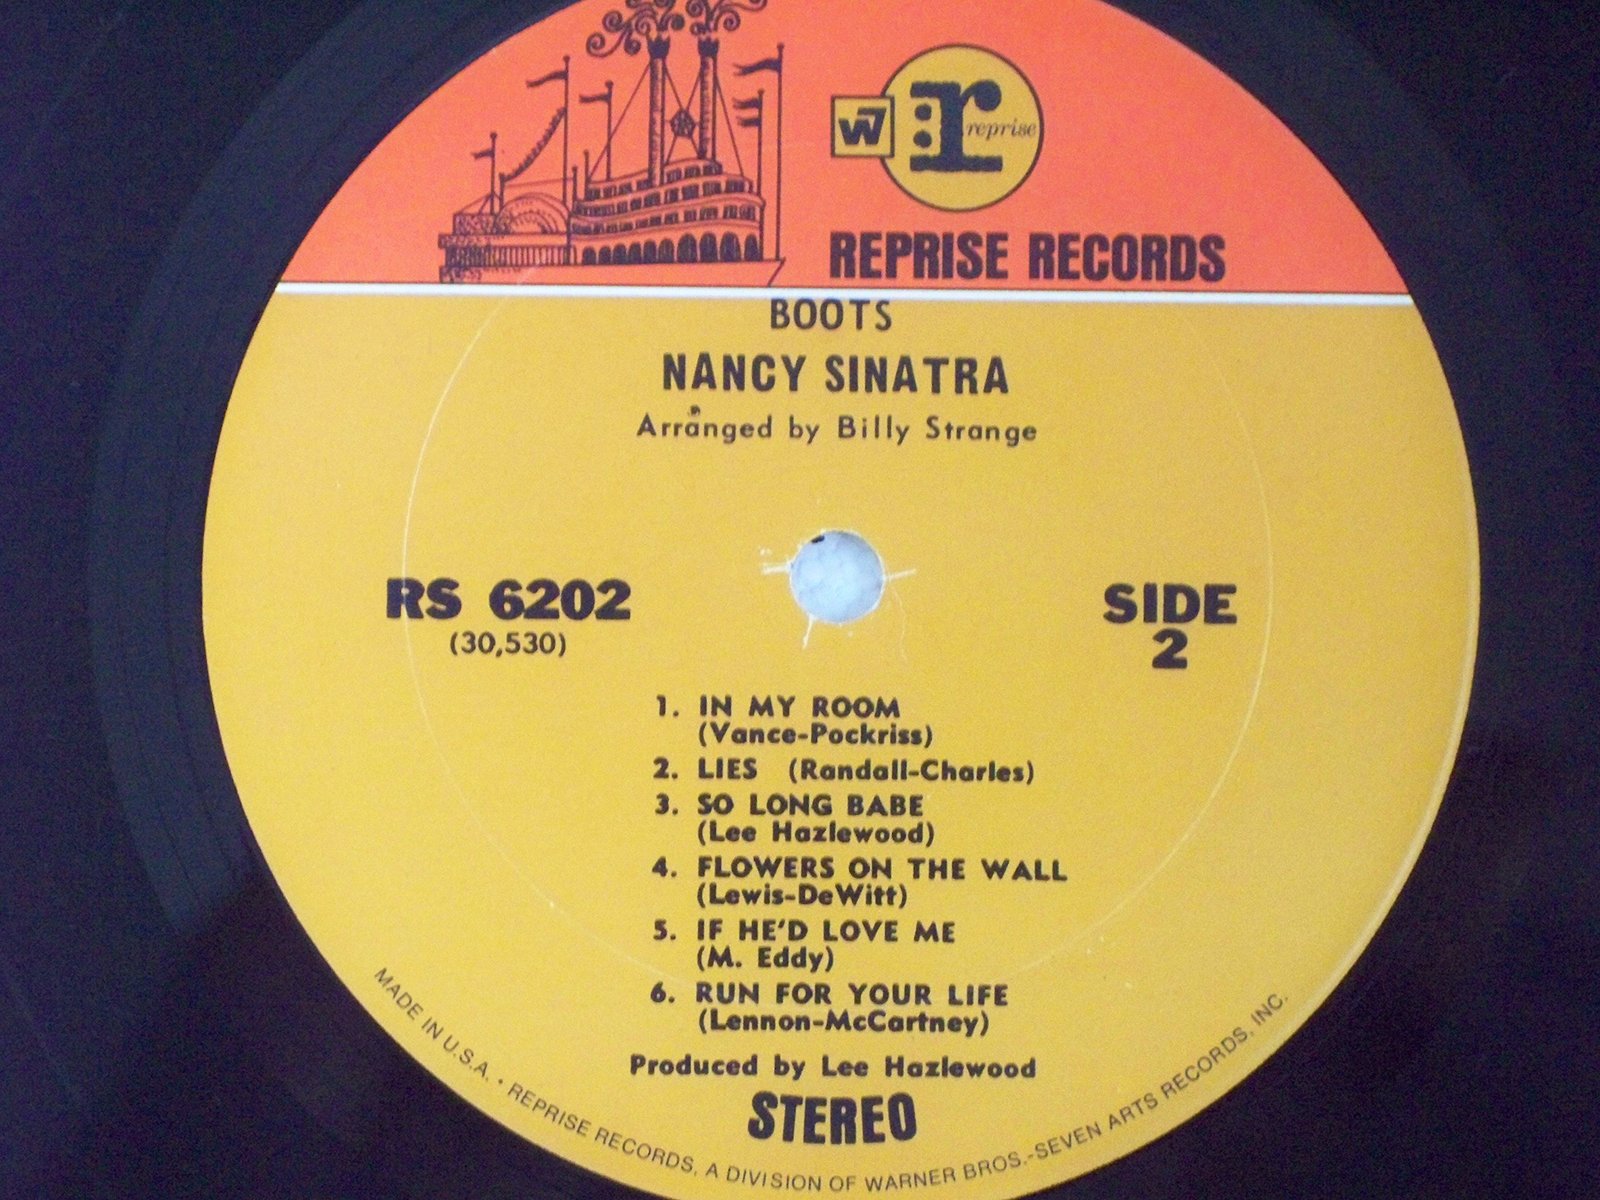 W7
r: reprise
REPRISE RECORDS
BOOTS
NANCY SINATRA
Arranged by Billy Strange
RS 6202
(30,530)
SIDE
2
1. IN MY ROOM
(Vance-Pockriss)
2. LIES (Randall-Charles)
3. SO LONG BABE
(Lee Hazlewood)
4. FLOWERS ON THE WALL
(Lewis-DeWitt)
5. IF HE'D LOVE ME
(M. Eddy)
6. RUN FOR YOUR LIFE
(Lennon-McCartney)
Produced by Lee Hazlewood
STEREO
MADE IN U.S.A. • REPRISE RECORDS, A DIVISION OF WARNER BROS.-SEVEN ARTS RECORDS, INC.